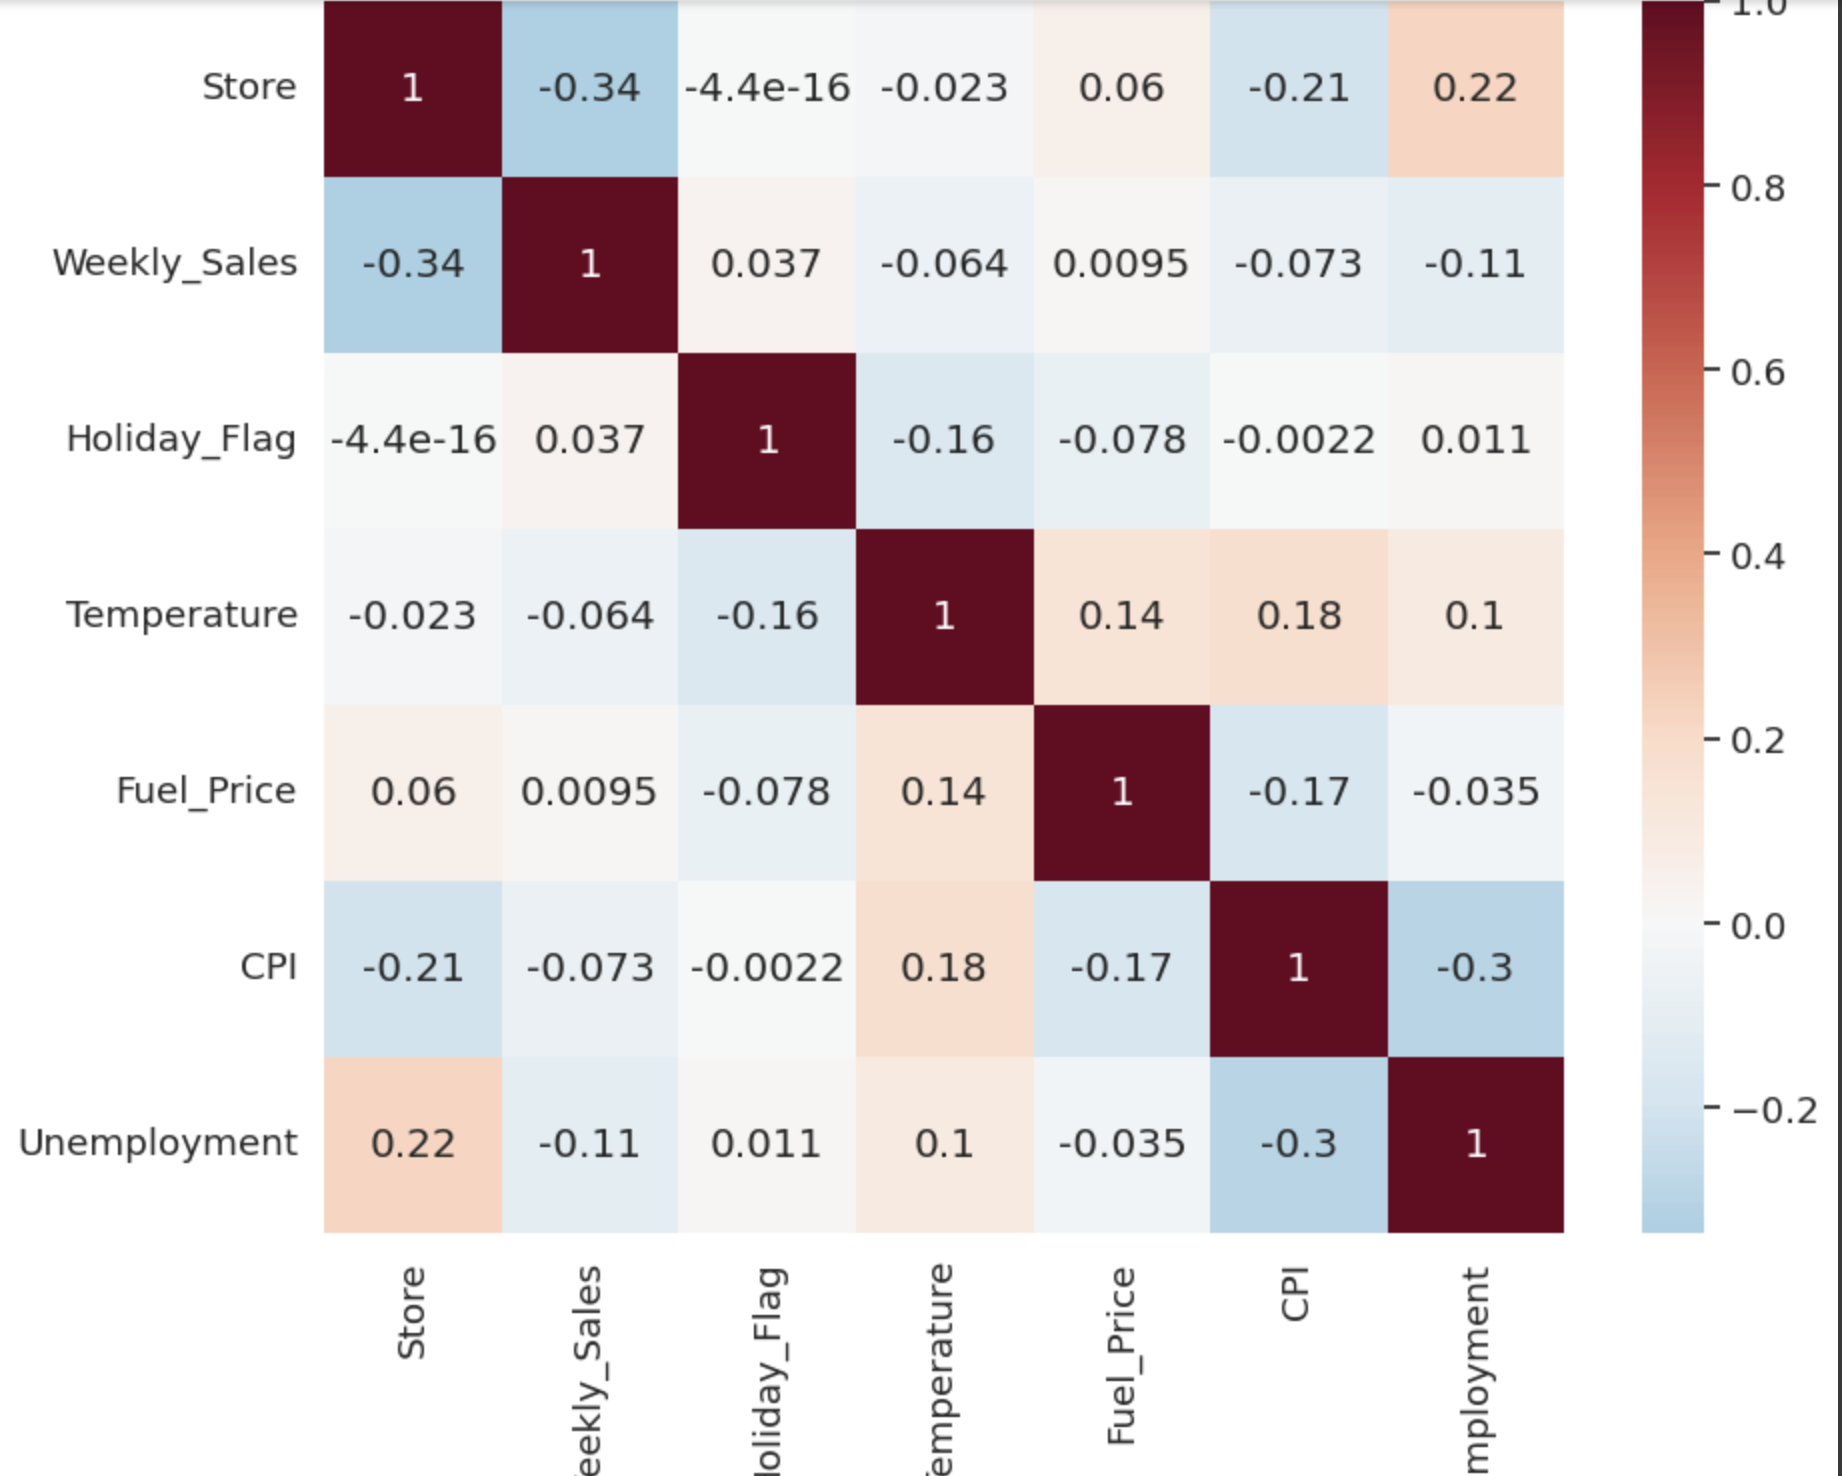 1.0
Store 1 -0.34 -4.4e-16 -0.023 0.06 -0.21 0.22
0.8
Weekly_Sales -0.34 1 0.037 -0.064 0.0095 -0.073 -0.11
0.6
Holiday_Flag -4.4e-16 0.037 1 -0.16 -0.078 -0.0022 0.011
0.4
Temperature -0.023 -0.064 -0.16 1 0.14 0.18 0.1
0.2
Fuel_Price 0.06 0.0095 -0.078 0.14 1 -0.17 -0.035
0.0
CPI -0.21 -0.073 -0.0022 0.18 -0.17 1 -0.3
−0.2
Unemployment 0.22 -0.11 0.011 0.1 -0.035 -0.3 1
Store
eekly_Sales
oliday_Flag
emperature
Fuel_Price
CPI
mployment